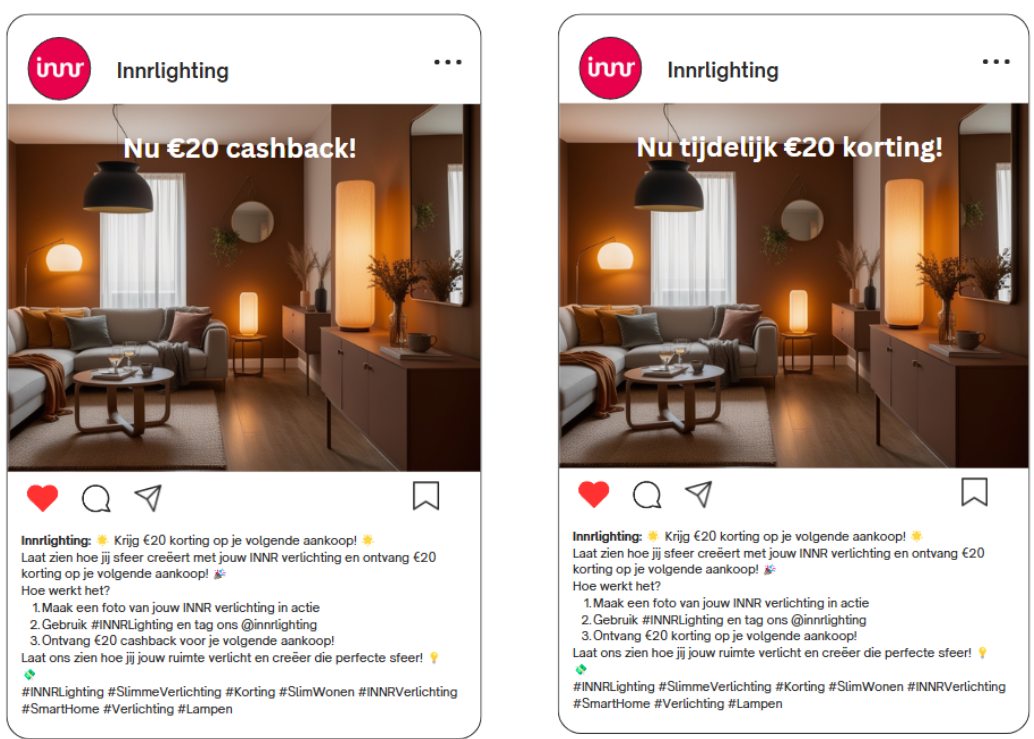 innr
Innrlighting
Nu €20 cashback!
Innrlighting: 🌟 Krijg €20 korting op je volgende aankoop! 🌟
Laat zien hoe jij sfeer creëert met jouw INNR verlichting en ontvang €20
korting op je volgende aankoop! 🎉
Hoe werkt het?
1. Maak een foto van jouw INNR verlichting in actie
2. Gebruik #INNRLighting en tag ons @innrlighting
3. Ontvang €20 cashback voor je volgende aankoop!
Laat ons zien hoe jij jouw ruimte verlicht en creëer die perfecte sfeer! 💡
💸
#INNRLighting #SlimmeVerlichting #Korting #SlimWonen #INNRVerlichting
#SmartHome #Verlichting #Lampen
innr
Innrlighting
Nu tijdelijk €20 korting!
Innrlighting: 🌟 Krijg €20 korting op je volgende aankoop! 🌟
Laat zien hoe jij sfeer creëert met jouw INNR verlichting en ontvang €20
korting op je volgende aankoop! 🎉
Hoe werkt het?
1. Maak een foto van jouw INNR verlichting in actie
2. Gebruik #INNRLighting en tag ons @innrlighting
3. Ontvang €20 korting op je volgende aankoop!
Laat ons zien hoe jij jouw ruimte verlicht en creëer die perfecte sfeer! 💡
💸
#INNRLighting #SlimmeVerlichting #Korting #SlimWonen #INNRVerlichting
#SmartHome #Verlichting #Lampen